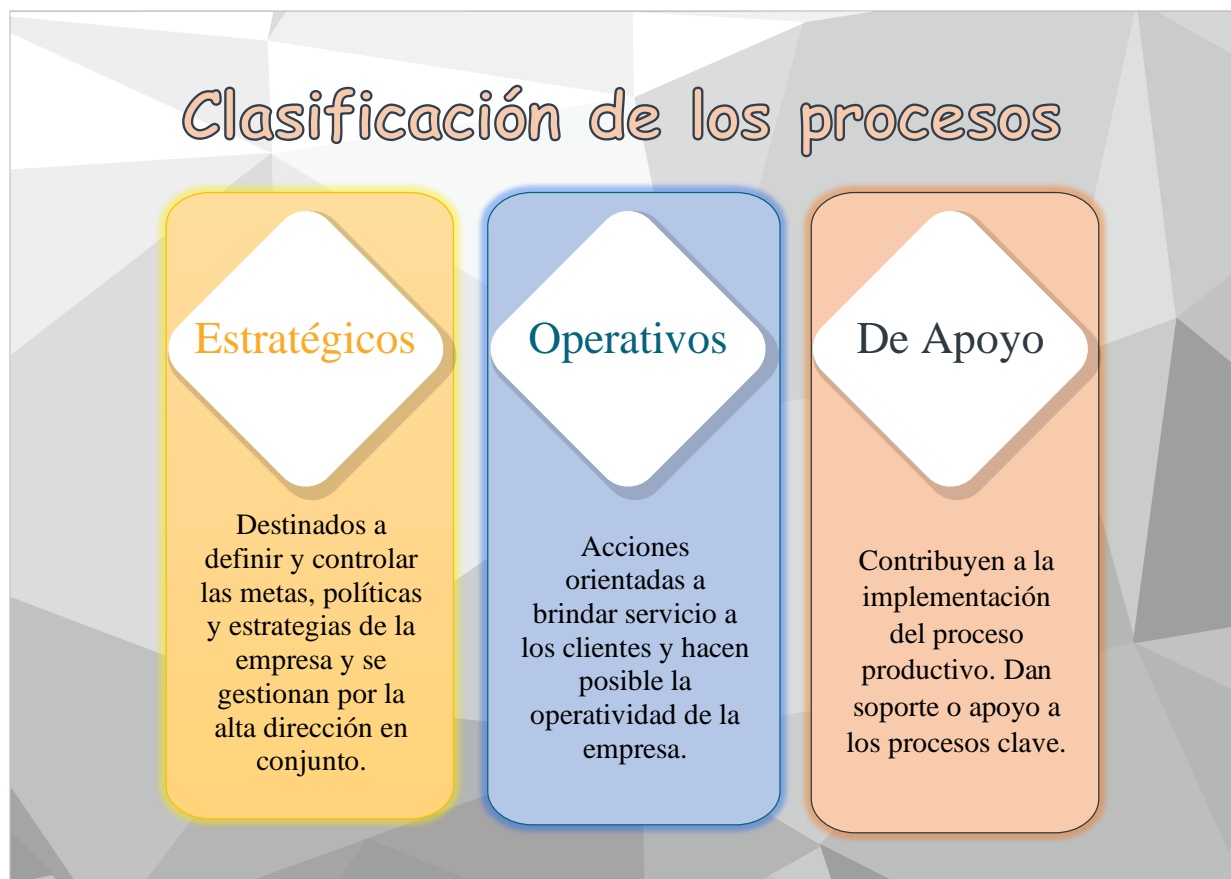 Clasificación de los procesos
Estratégicos
Destinados a
definir y controlar
las metas, políticas
y estrategias de la
empresa y se
gestionan por la
alta dirección en
conjunto.
Operativos
Acciones
orientadas a
brindar servicio a
los clientes y hacen
posible la
operatividad de la
empresa.
De Apoyo
Contribuyen a la
implementación
del proceso
productivo. Dan
soporte o apoyo a
los procesos clave.